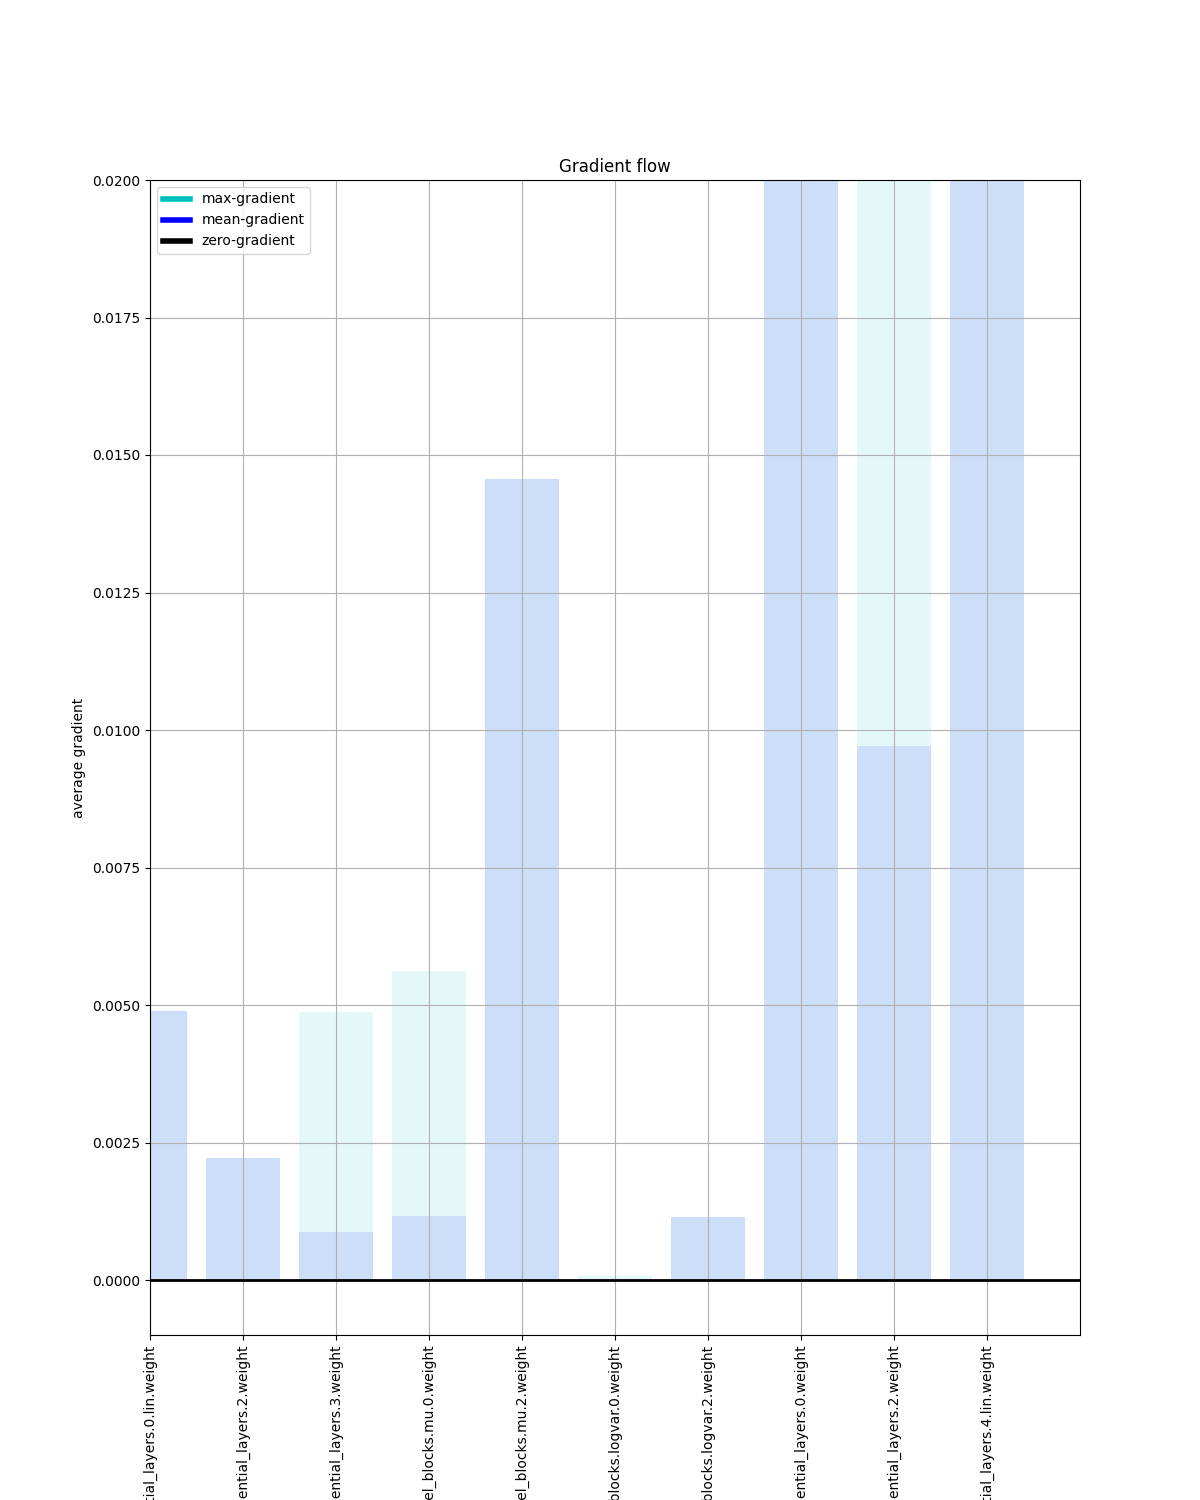 Gradient flow
max-gradient
mean-gradient
zero-gradient
0.0200
0.0175
0.0150
0.0125
0.0100
0.0075
0.0050
0.0025
0.0000
average gradient
tial_layers.0.lin.weight
ential_layers.2.weight
ential_layers.3.weight
el_blocks.mu.0.weight
el_blocks.mu.2.weight
blocks.logvar.0.weight
blocks.logvar.2.weight
ential_layers.0.weight
ential_layers.2.weight
tial_layers.4.lin.weight